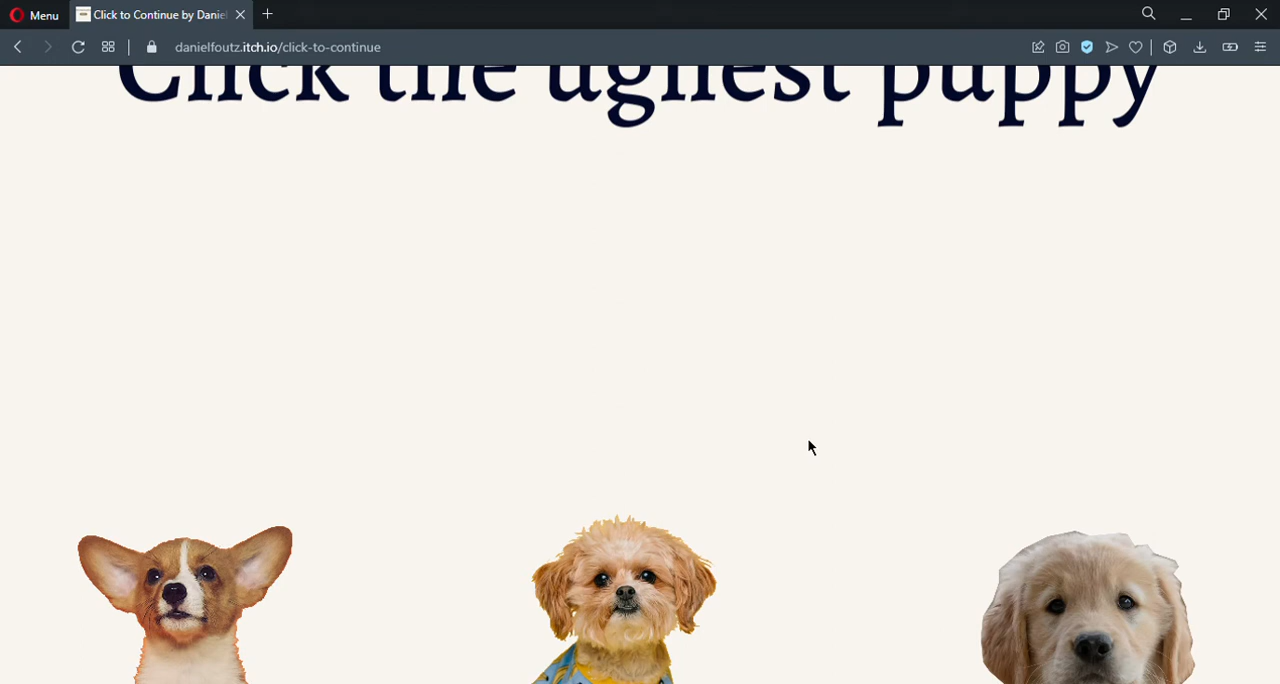 Menu
Click to Continue by Daniel
danielfoutz.itch.io/click-to-continue
Click the ugliest puppy